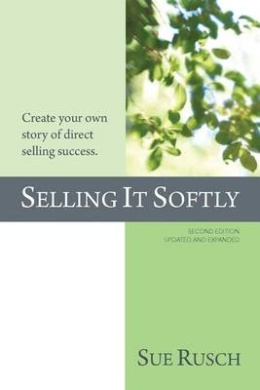 Create your own
story of direct
selling success.
SELLING IT SOFTLY
SECOND EDITION
UPDATED AND EXPANDED
SUE RUSCH